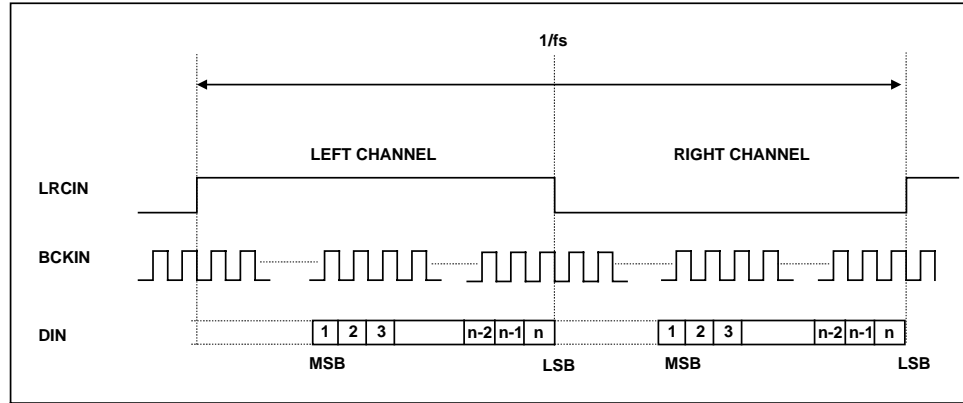 1/fs
LEFT CHANNEL RIGHT CHANNEL
LRCIN
BCKIN
DIN 1 2 3 n-2 n-1 n 1 2 3 n-2 n-1 n
MSB LSB MSB LSB